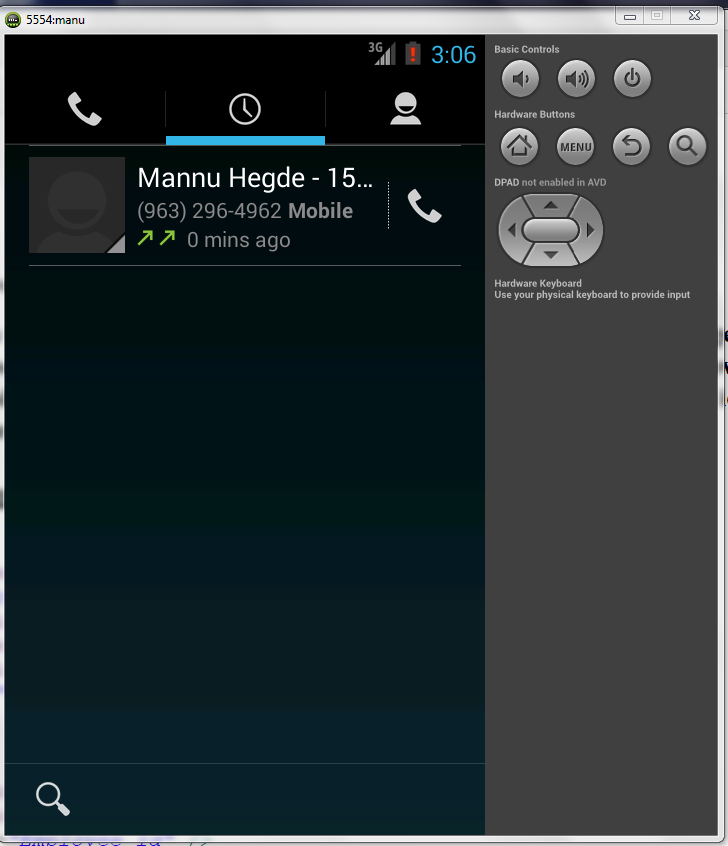 5554:manu
3G
3:06
Mannu Hegde - 15...
(963) 296-4962 Mobile
0 mins ago
Basic Controls
Hardware Buttons
MENU
DPAD not enabled in AVD
Hardware Keyboard
Use your physical keyboard to provide input